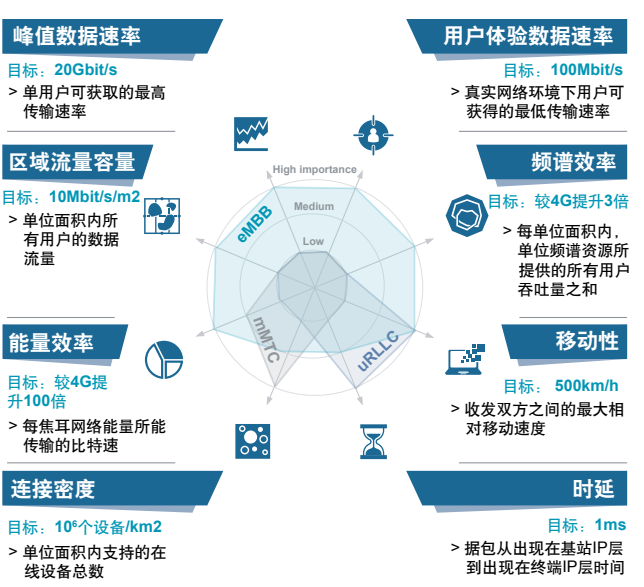 峰值数据速率
目标：20Gbit/s
> 单用户可获取的最高
传输速率
区域流量容量
目标：10Mbit/s/m2
> 单位面积内所
有用户的数据
流量
能量效率
目标：较4G提
升100倍
> 每焦耳网络能量所能
传输的比特速
连接密度
目标：10⁶个设备/km2
> 单位面积内支持的在
线设备总数
High importance
Medium
Low
eMBB
mMTC
uRLLC
用户体验数据速率
目标：100Mbit/s
> 真实网络环境下用户可
获得的最低传输速率
频谱效率
目标：较4G提升3倍
> 每单位面积内，
单位频谱资源所
提供的所有用户
吞吐量之和
移动性
目标： 500km/h
> 收发双方之间的最大相
对移动速度
时延
目标：1ms
> 据包从出现在基站IP层
到出现在终端IP层时间